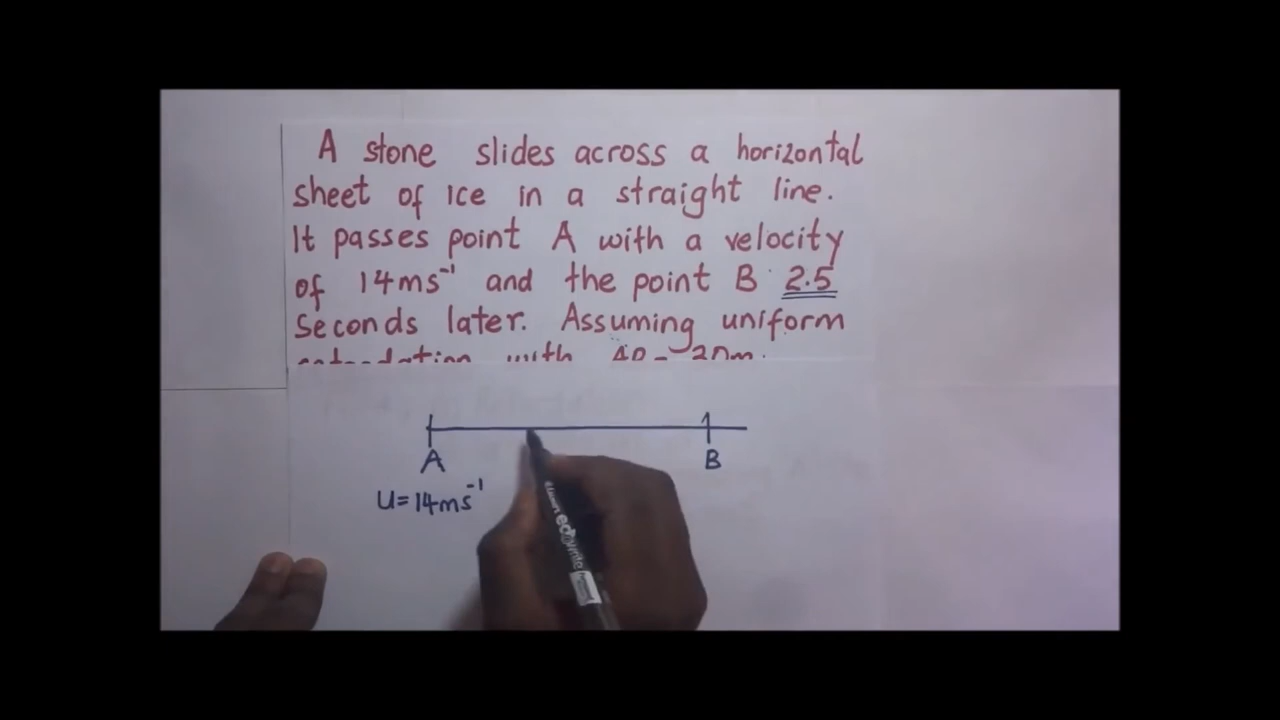 A stone slides across a horizontal
sheet of ice in a straight line.
It passes point A with a velocity
of 14ms⁻¹ and the point B 2.5
Seconds later. Assuming uniform
with
A B
U=14ms⁻¹